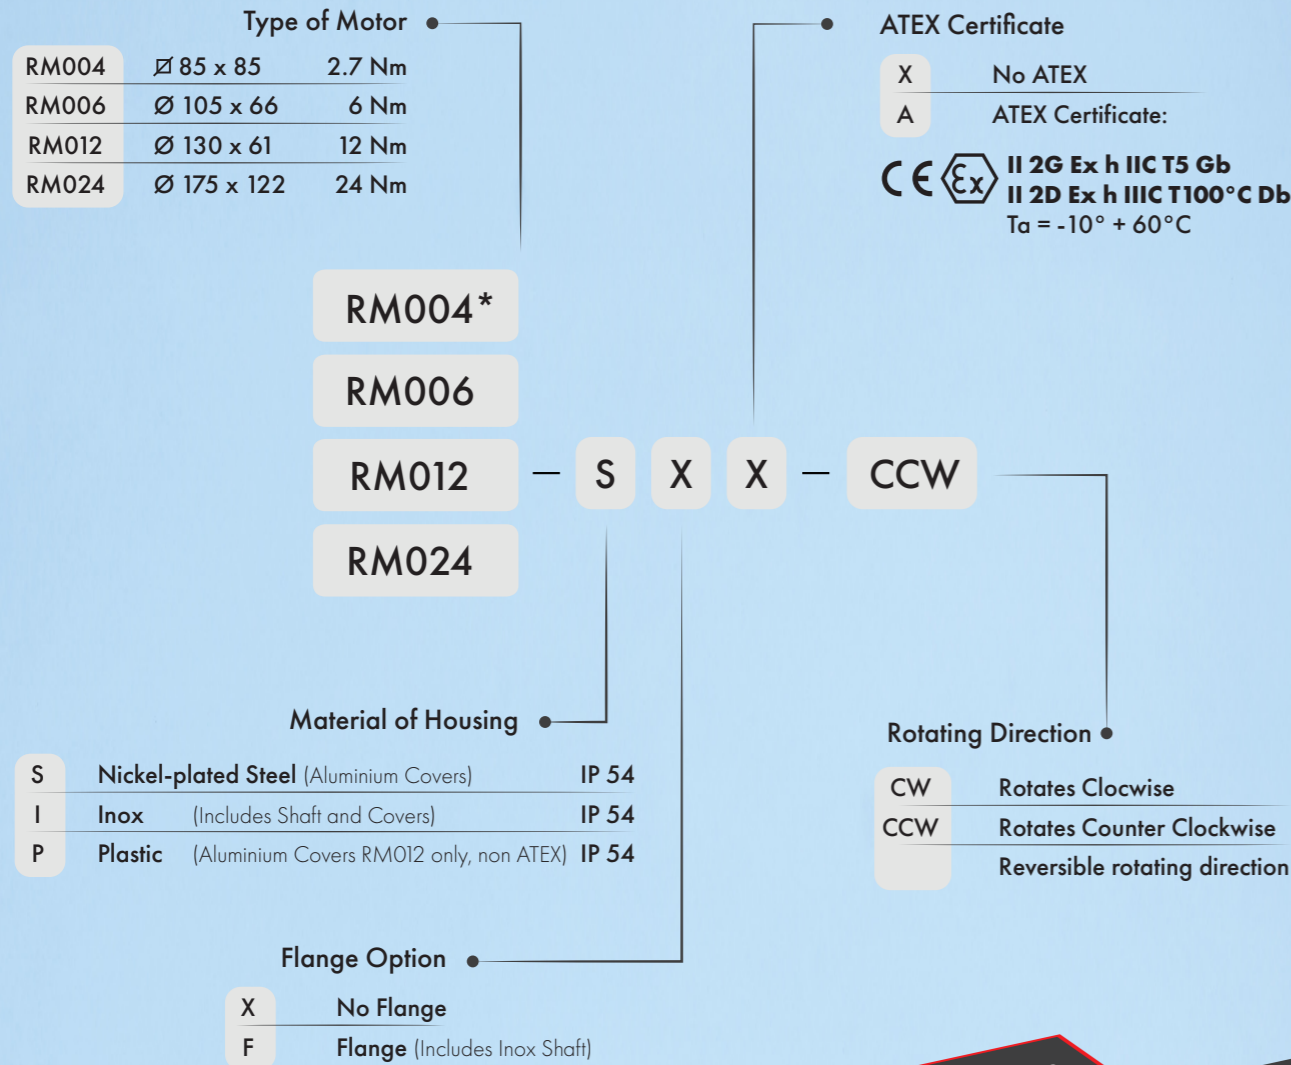 Type of Motor
RM004 ⌀ 85 x 85 2.7 Nm
RM006 Ø 105 x 66 6 Nm
RM012 Ø 130 x 61 12 Nm
RM024 Ø 175 x 122 24 Nm
ATEX Certificate
X No ATEX
A ATEX Certificate:
CE Ex II 2G Ex h IIC T5 Gb
II 2D Ex h IIIC T100°C Db
Ta = -10° + 60°C
RM004*
RM006
RM012 – S X X – CCW
RM024
Material of Housing
S Nickel-plated Steel (Aluminium Covers) IP 54
I Inox (Includes Shaft and Covers) IP 54
P Plastic (Aluminium Covers RM012 only, non ATEX) IP 54
Rotating Direction
CW Rotates Clocwise
CCW Rotates Counter Clockwise
Reversible rotating direction
Flange Option
X No Flange
F Flange (Includes Inox Shaft)